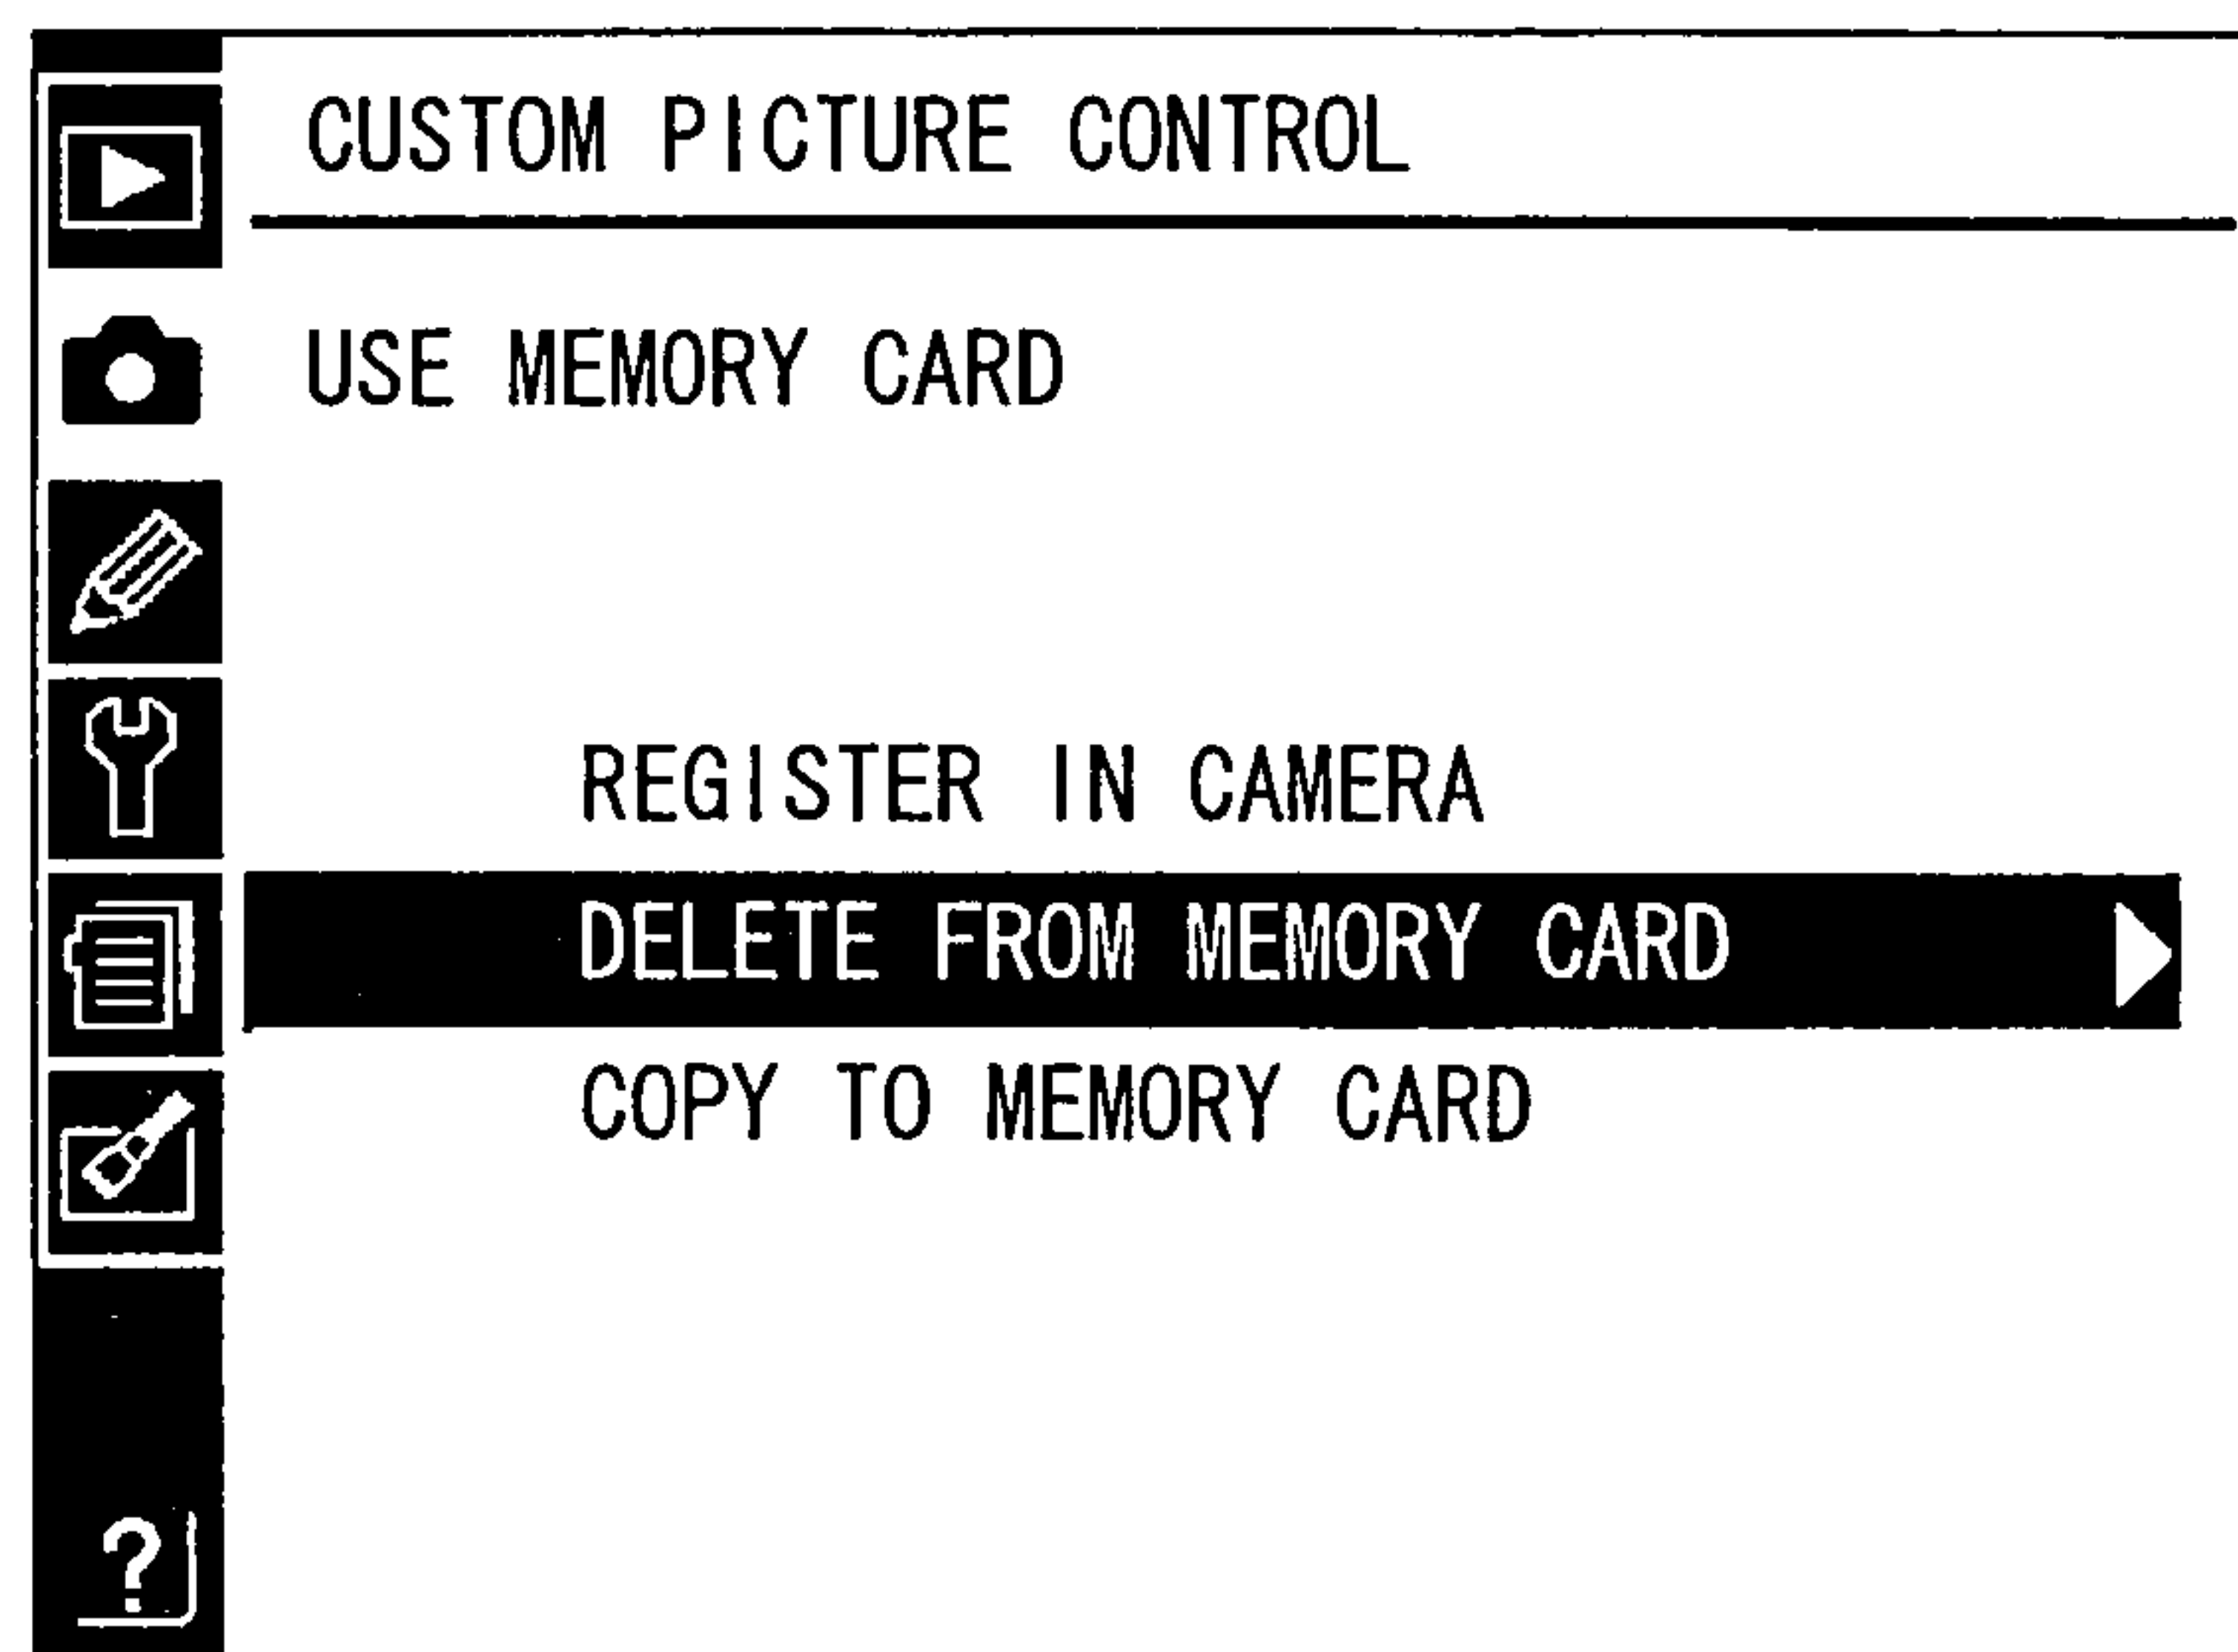 CUSTOM PICTURE CONTROL
USE MEMORY CARD
REGISTER IN CAMERA
DELETE FROM MEMORY CARD
COPY TO MEMORY CARD
?